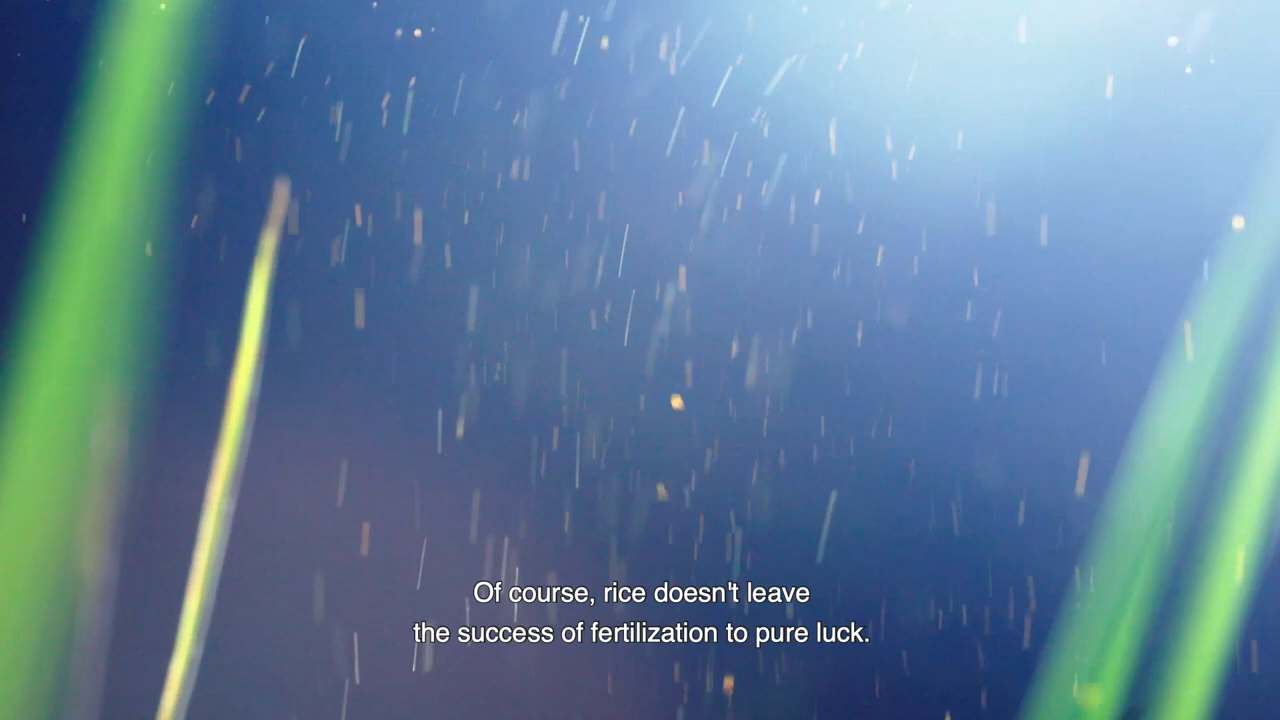 Of course, rice doesn't leave
the success of fertilization to pure luck.